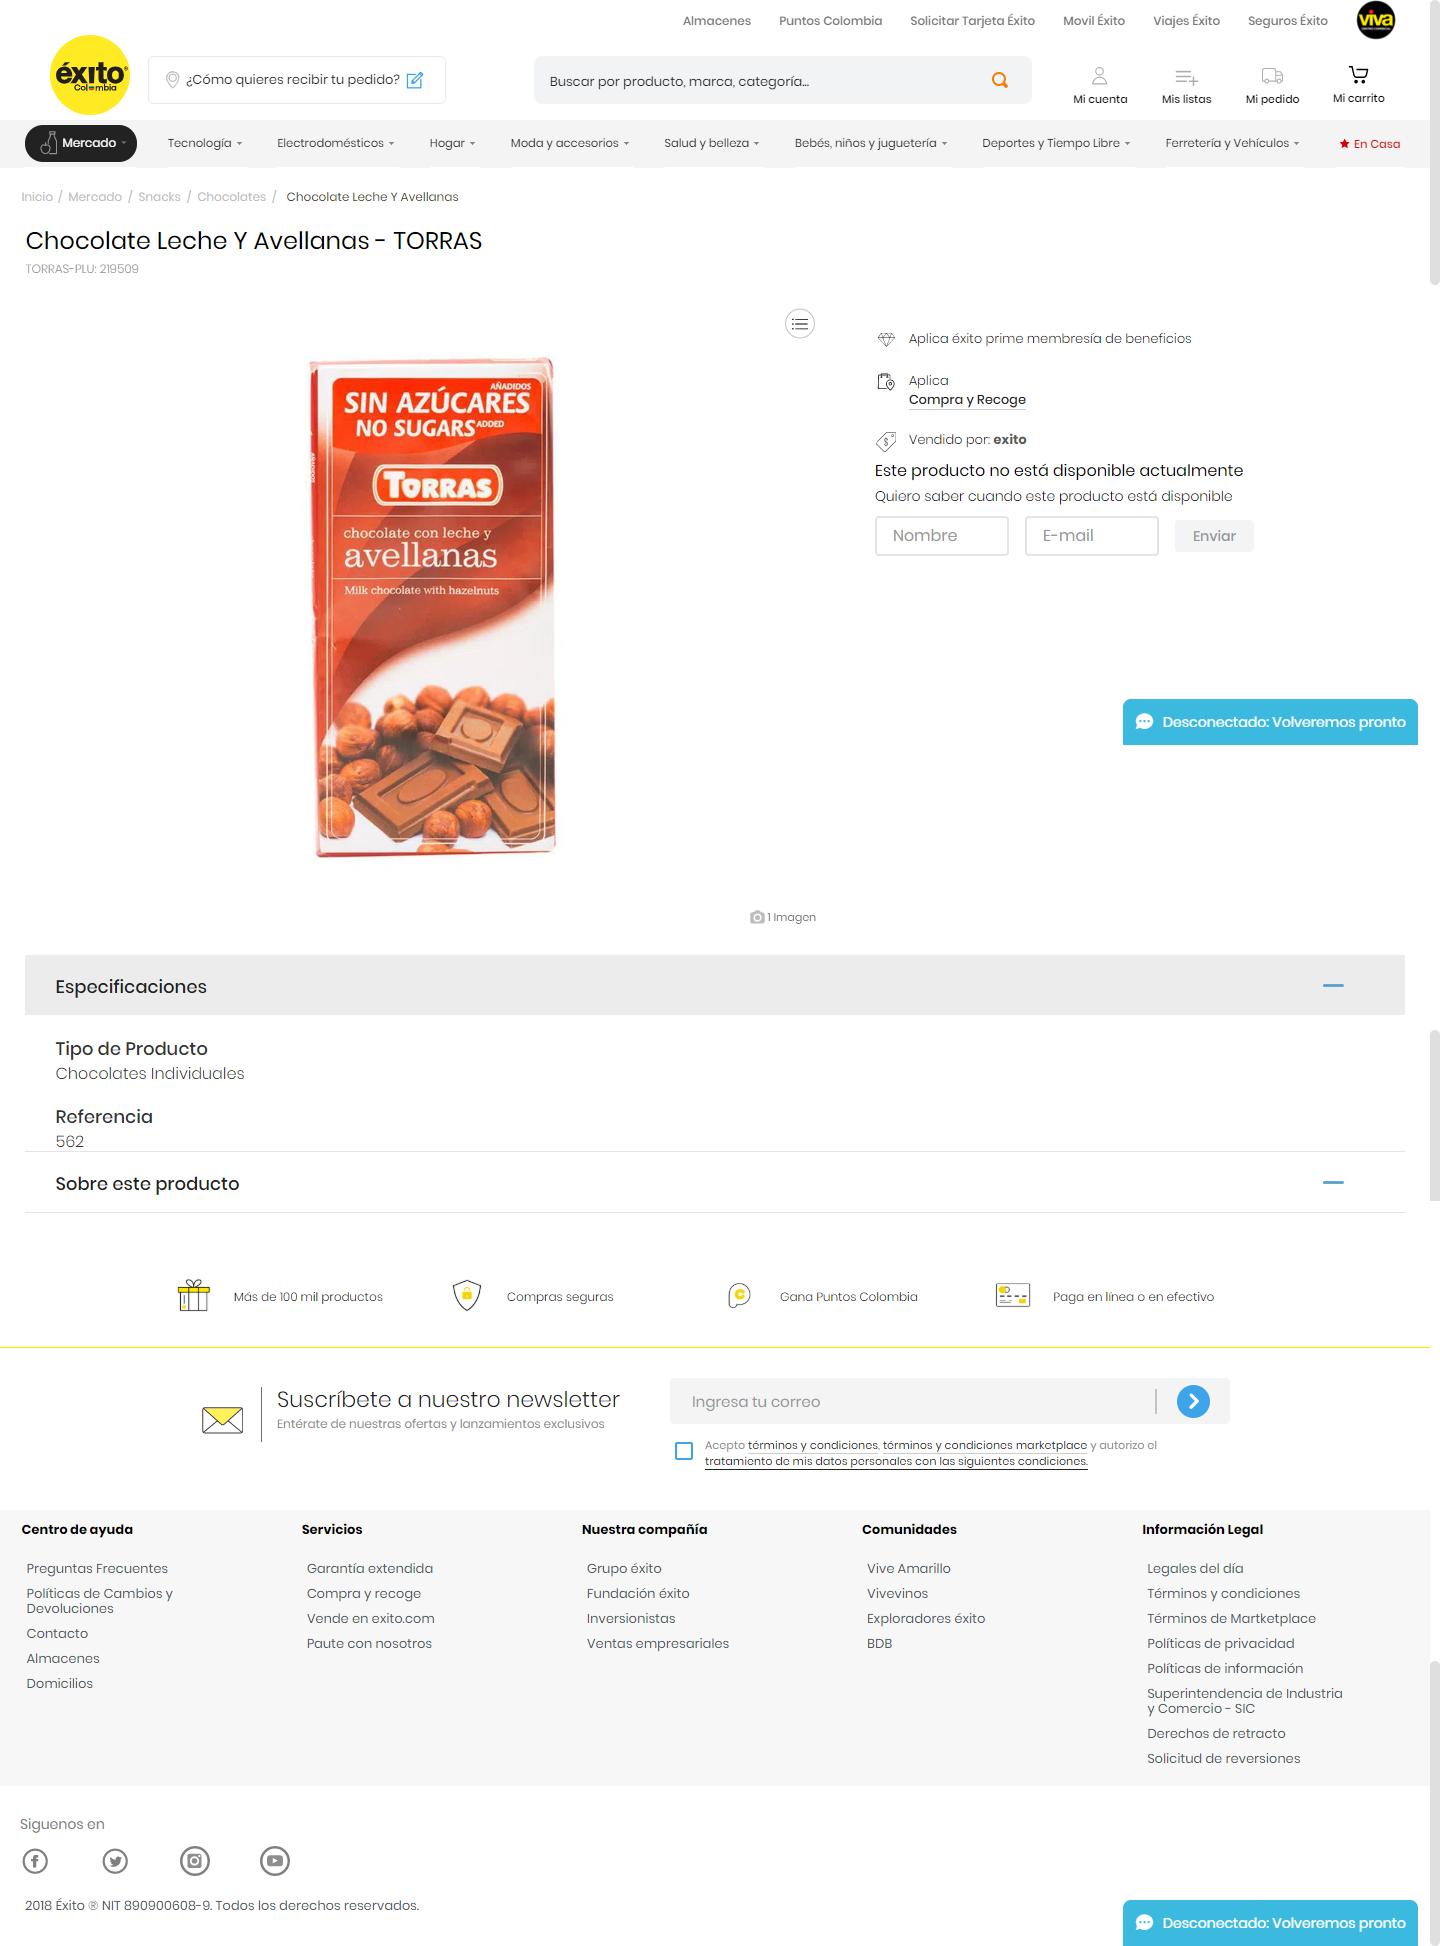 Almacenes Puntos Colombia Solicitar Tarjeta Éxito Movil Éxito Viajes Éxito Seguros Éxito viva
éxito
Colombia
¿Cómo quieres recibir tu pedido?
Buscar por producto, marca, categoría...
Mi cuenta Mis listas Mi pedido Mi carrito
Mercado Tecnología Electrodomésticos Hogar Moda y accesorios Salud y belleza Bebés, niños y juguetería Deportes y Tiempo Libre Ferretería y Vehículos En Casa
Inicio / Mercado / Snacks / Chocolates / Chocolate Leche Y Avellanas
Chocolate Leche Y Avellanas - TORRAS
TORRAS-PLU: 219509
AÑADIDOS
SIN AZÚCARES
NO SUGARS ADDED
TORRAS
chocolate con leche y
avellanas
Milk chocolate with hazelnuts
Aplica éxito prime membresía de beneficios
Aplica
Compra y Recoge
Vendido por: exito
Este producto no está disponible actualmente
Quiero saber cuando este producto está disponible
Nombre E-mail Enviar
Desconectado: Volveremos pronto
1 Imagen
Especificaciones
Tipo de Producto
Chocolates Individuales
Referencia
562
Sobre este producto
Más de 100 mil productos Compras seguras Gana Puntos Colombia Paga en línea o en efectivo
Suscríbete a nuestro newsletter
Entérate de nuestras ofertas y lanzamientos exclusivos
Ingresa tu correo
Acepto términos y condiciones, términos y condiciones marketplace y autorizo el
tratamiento de mis datos personales con las siguientes condiciones.
Centro de ayuda
Preguntas Frecuentes
Políticas de Cambios y
Devoluciones
Contacto
Almacenes
Domicilios
Servicios
Garantía extendida
Compra y recoge
Vende en exito.com
Paute con nosotros
Nuestra compañía
Grupo éxito
Fundación éxito
Inversionistas
Ventas empresariales
Comunidades
Vive Amarillo
Vivevinos
Exploradores éxito
BDB
Información Legal
Legales del día
Términos y condiciones
Términos de Martketplace
Políticas de privacidad
Políticas de información
Superintendencia de Industria
y Comercio - SIC
Derechos de retracto
Solicitud de reversiones
Siguenos en
2018 Éxito ® NIT 890900608-9. Todos los derechos reservados.
Desconectado: Volveremos pronto